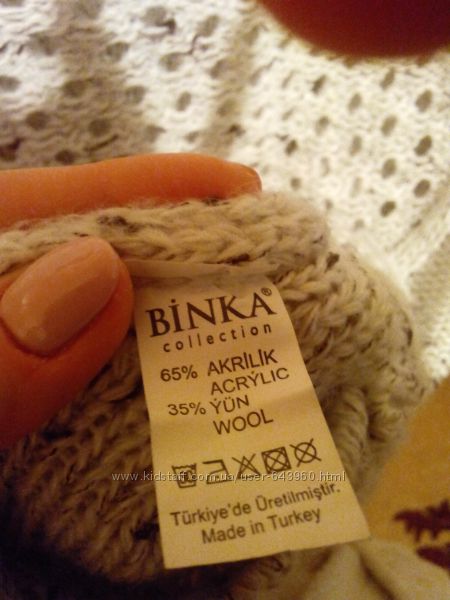 BİNKA®
collection
65% AKRİLİK
ACRYLIC
35% YÜN
WOOL
www.kidstaff.com.ua/user-643960.html
Türkiye'de Üretilmiştir.
Made in Turkey